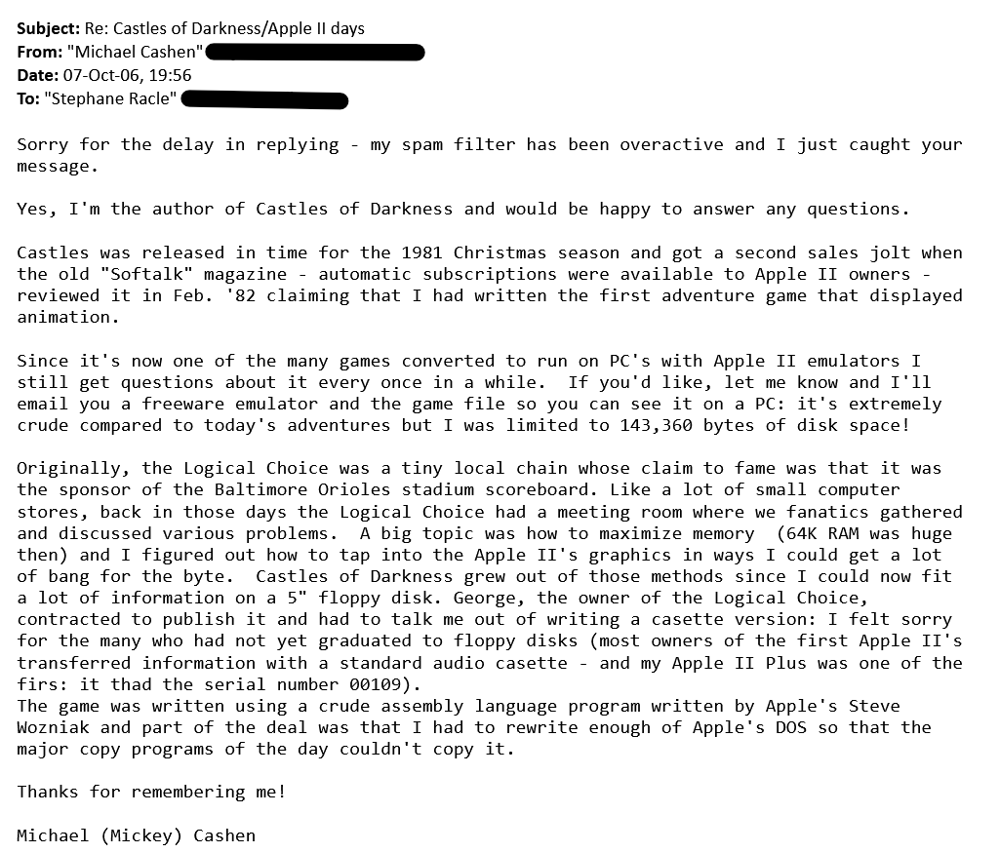 Subject: Re: Castles of Darkness/Apple II days
From: "Michael Cashen"
Date: 07-Oct-06, 19:56
To: "Stephane Racle"
Sorry for the delay in replying - my spam filter has been overactive and I just caught your
message.
Yes, I'm the author of Castles of Darkness and would be happy to answer any questions.
Castles was released in time for the 1981 Christmas season and got a second sales jolt when
the old "Softalk" magazine - automatic subscriptions were available to Apple II owners -
reviewed it in Feb. '82 claiming that I had written the first adventure game that displayed
animation.
Since it's now one of the many games converted to run on PC's with Apple II emulators I
still get questions about it every once in a while.  If you'd like, let me know and I'll
email you a freeware emulator and the game file so you can see it on a PC: it's extremely
crude compared to today's adventures but I was limited to 143,360 bytes of disk space!
Originally, the Logical Choice was a tiny local chain whose claim to fame was that it was
the sponsor of the Baltimore Orioles stadium scoreboard. Like a lot of small computer
stores, back in those days the Logical Choice had a meeting room where we fanatics gathered
and discussed various problems.  A big topic was how to maximize memory  (64K RAM was huge
then) and I figured out how to tap into the Apple II's graphics in ways I could get a lot
of bang for the byte.  Castles of Darkness grew out of those methods since I could now fit
a lot of information on a 5" floppy disk. George, the owner of the Logical Choice,
contracted to publish it and had to talk me out of writing a casette version: I felt sorry
for the many who had not yet graduated to floppy disks (most owners of the first Apple II's
transferred information with a standard audio casette - and my Apple II Plus was one of the
firs: it thad the serial number 00109).
The game was written using a crude assembly language program written by Apple's Steve
Wozniak and part of the deal was that I had to rewrite enough of Apple's DOS so that the
major copy programs of the day couldn't copy it.
Thanks for remembering me!
Michael (Mickey) Cashen